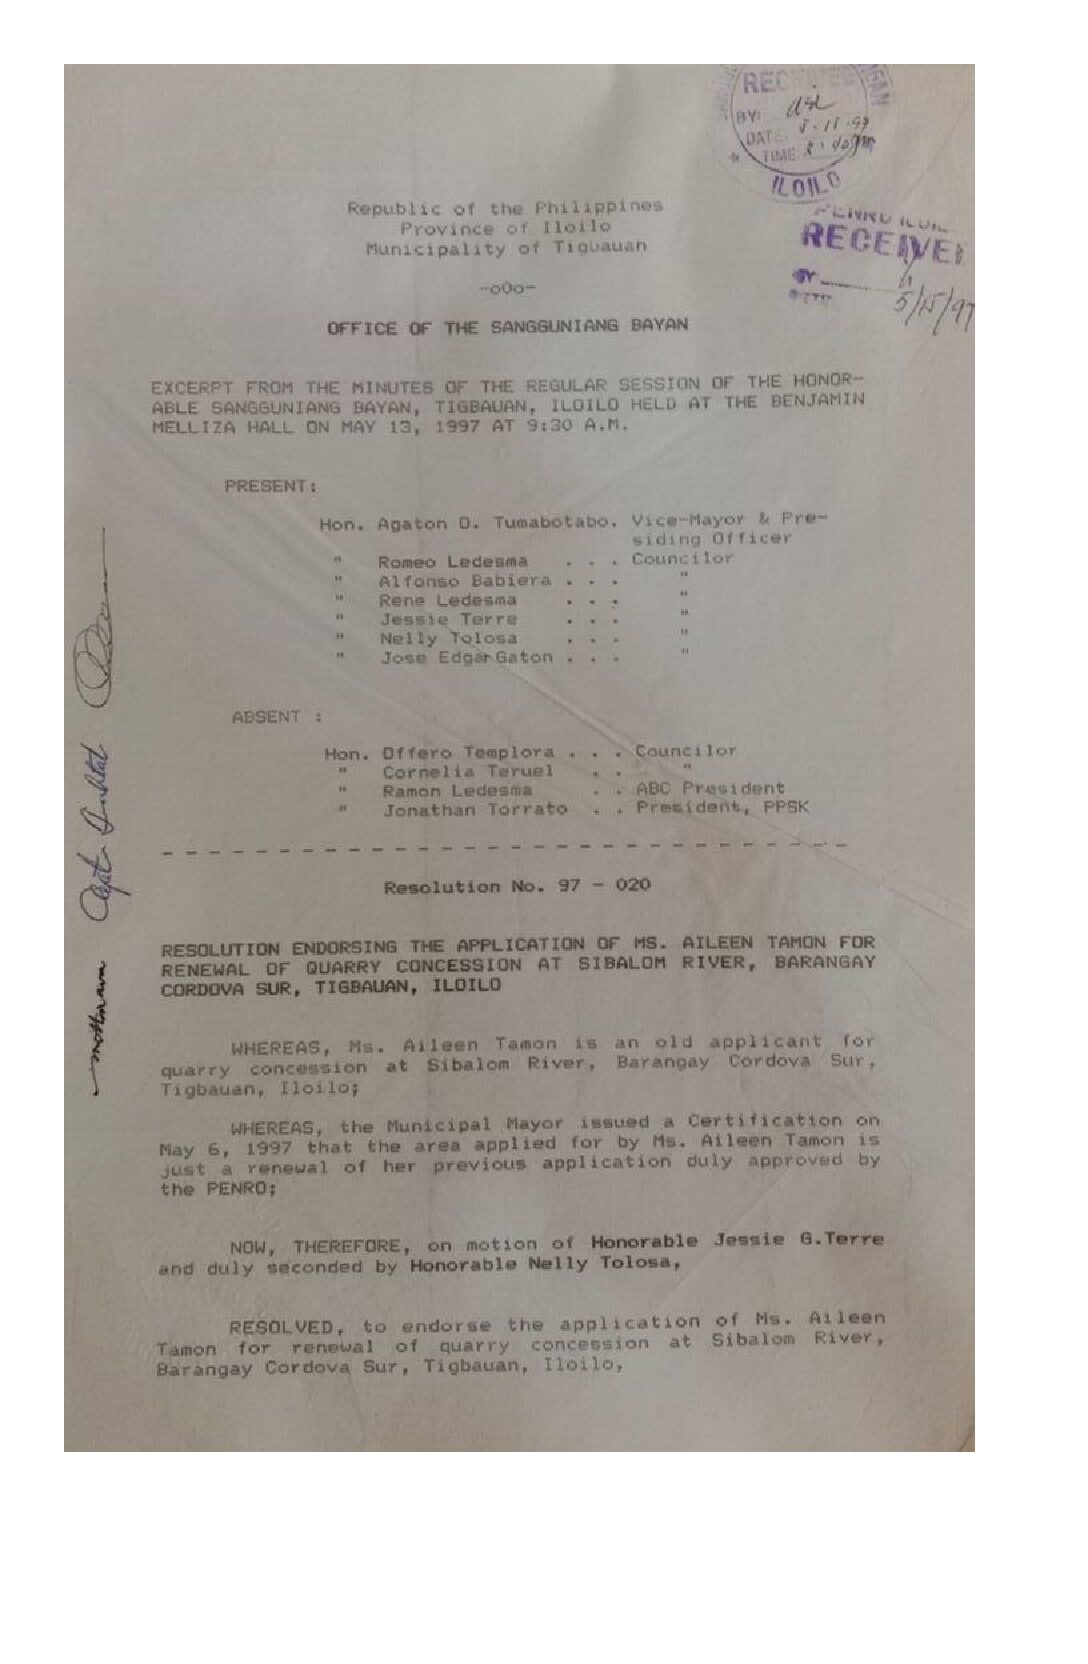 RECEIVED
BY:
DATE:
TIME
ILOILO
RECEIVE
BY
5/15/97
Republic of the Philippines
Province of Iloilo
Municipality of Tigbauan
-oOo-
OFFICE OF THE SANGGUNIANG BAYAN
EXCERPT FROM THE MINUTES OF THE REGULAR SESSION OF THE HONOR-
ABLE SANGGUNIANG BAYAN, TIGBAUAN, ILOILO HELD AT THE BENJAMIN
MELLIZA HALL ON MAY 13, 1997 AT 9:30 A.M.
PRESENT:
Hon. Agaton D. Tumabotabo. Vice-Mayor & Pre-
siding Officer
" Romeo Ledesma . . . Councilor
" Alfonso Babiera . . . "
" Rene Ledesma . . . "
" Jessie Terre . . . "
" Nelly Tolosa . . . "
" Jose Edgar Gaton . . . "
ABSENT :
Hon. Offero Templora . . . Councilor
" Cornelia Teruel . . "
" Ramon Ledesma . . ABC President
" Jonathan Torrato . . President, PPSK
- - - - - - - - - - - - - - - - - - - - - - - - - - - - - -
Resolution No. 97 - 020
RESOLUTION ENDORSING THE APPLICATION OF MS. AILEEN TAMON FOR
RENEWAL OF QUARRY CONCESSION AT SIBALOM RIVER, BARANGAY
CORDOVA SUR, TIGBAUAN, ILOILO
WHEREAS, Ms. Aileen Tamon is an old applicant for
quarry concession at Sibalom River, Barangay Cordova Sur,
Tigbauan, Iloilo;
WHEREAS, the Municipal Mayor issued a Certification on
May 6, 1997 that the area applied for by Ms. Aileen Tamon is
just a renewal of her previous application duly approved by
the PENRO;
NOW, THEREFORE, on motion of Honorable Jessie G.Terre
and duly seconded by Honorable Nelly Tolosa,
RESOLVED, to endorse the application of Ms. Aileen
Tamon for renewal of quarry concession at Sibalom River,
Barangay Cordova Sur, Tigbauan, Iloilo,